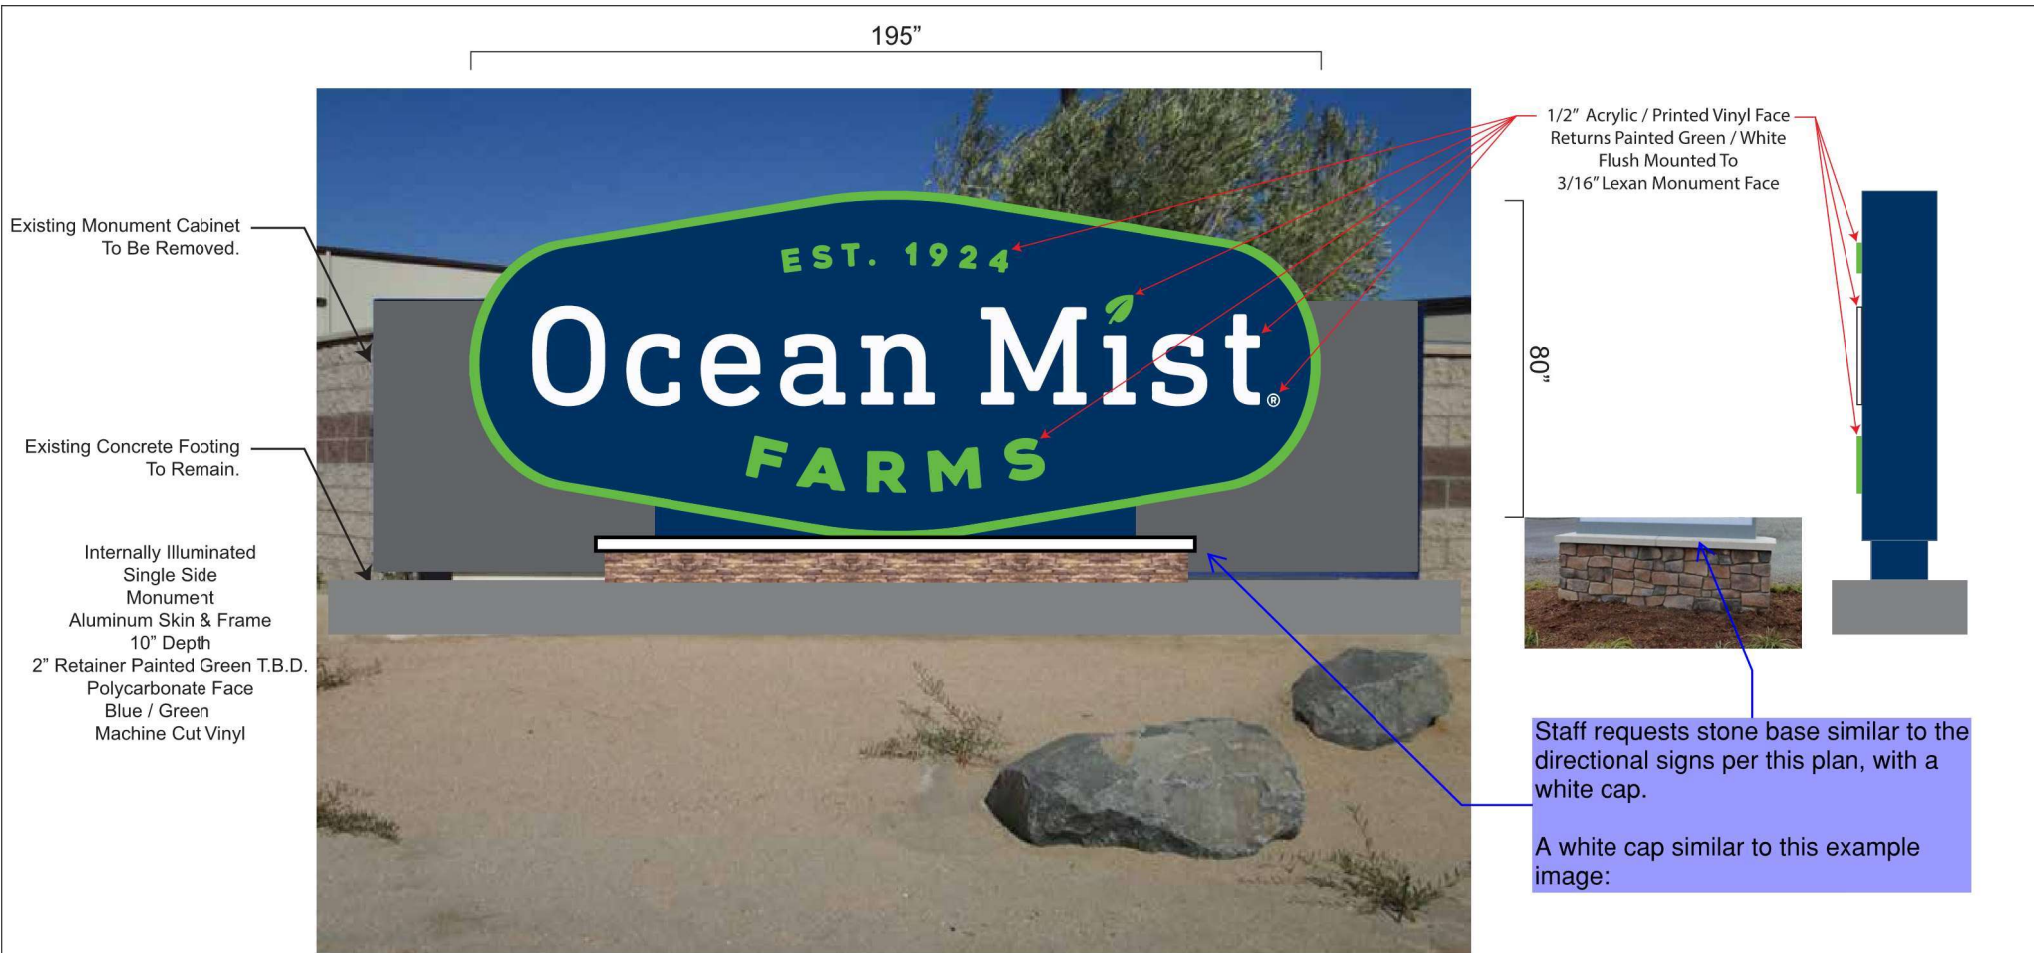 195”
1/2” Acrylic / Printed Vinyl Face
Returns Painted Green / White
Flush Mounted To
3/16” Lexan Monument Face
Existing Monument Cabinet
To Be Removed.
EST. 1924
Ocean Mist®
FARMS
80”
Existing Concrete Footing
To Remain.
Internally Illuminated
Single Side
Monument
Aluminum Skin & Frame
10” Depth
2” Retainer Painted Green T.B.D.
Polycarbonate Face
Blue / Green
Machine Cut Vinyl
Staff requests stone base similar to the
directional signs per this plan, with a
white cap.
A white cap similar to this example
image: